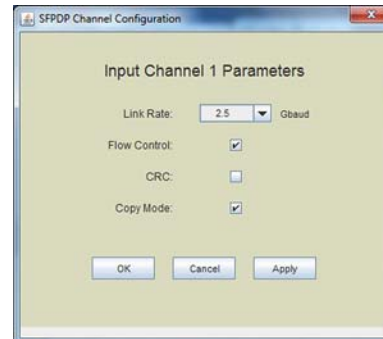 SFPDP Channel Configuration
Input Channel 1 Parameters
Link Rate: 2.5 Gbaud
Flow Control:
CRC:
Copy Mode:
OK Cancel Apply